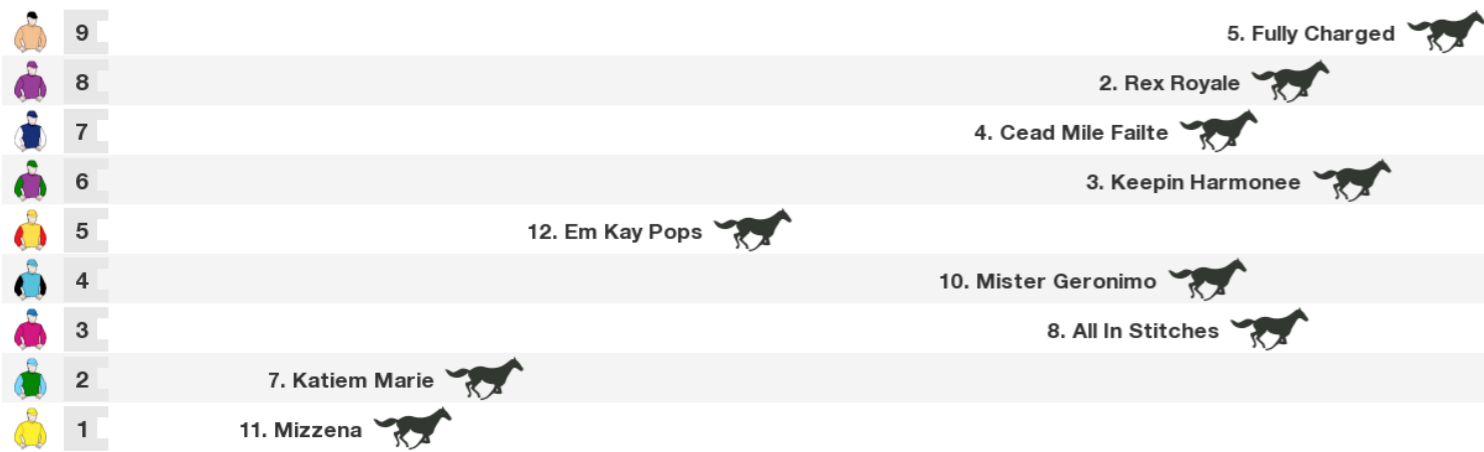 9 5. Fully Charged
8 2. Rex Royale
7 4. Cead Mile Failte
6 3. Keepin Harmonee
5 12. Em Kay Pops
4 10. Mister Geronimo
3 8. All In Stitches
2 7. Katiem Marie
1 11. Mizzena